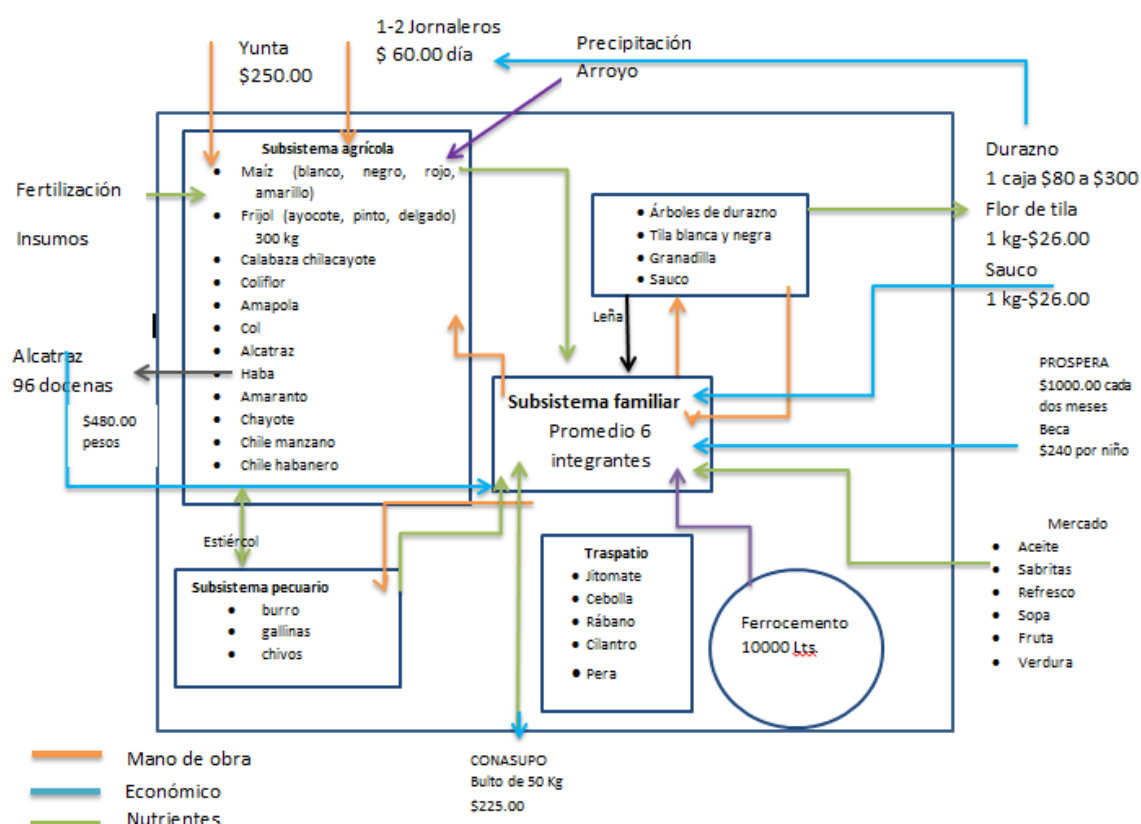 Yunta
$250.00
1-2 Jornaleros
$ 60.00 día
Precipitación
Arroyo
Fertilización
Insumos
Subsistema agrícola
• Maíz (blanco, negro, rojo,
amarillo)
• Frijol (ayocote, pinto, delgado)
300 kg
• Calabaza chilacayote
• Coliflor
• Amapola
• Col
• Alcatraz
• Haba
• Amaranto
• Chayote
• Chile manzano
• Chile habanero
• Árboles de durazno
• Tila blanca y negra
• Granadilla
• Sauco
Durazno
1 caja $80 a $300
Flor de tila
1 kg-$26.00
Sauco
1 kg-$26.00
Leña
Alcatraz
96 docenas
$480.00
pesos
Subsistema familiar
Promedio 6
integrantes
PROSPERA
$1000.00 cada
dos meses
Beca
$240 por niño
Estiércol
Subsistema pecuario
• burro
• gallinas
• chivos
Traspatio
• Jitomate
• Cebolla
• Rábano
• Cilantro
• Pera
Ferrocemento
10000 Lts.
Mercado
• Aceite
• Sabritas
• Refresco
• Sopa
• Fruta
• Verdura
CONASUPO
Bulto de 50 Kg
$225.00
Mano de obra
Económico
Nutrientes